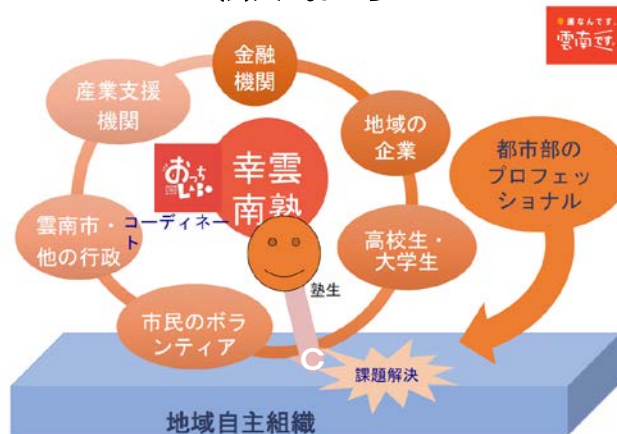 幸運なんです。
雲南です。
金融
機関
産業支援
機関
地域の
企業
都市部の
プロフェッ
ショナル
おっち
ラボ
幸雲
南塾
雲南市・
他の行政
コーディネー
ト
高校生・
大学生
塾生
市民のボラ
ンティア
C
課題解決
地域自主組織